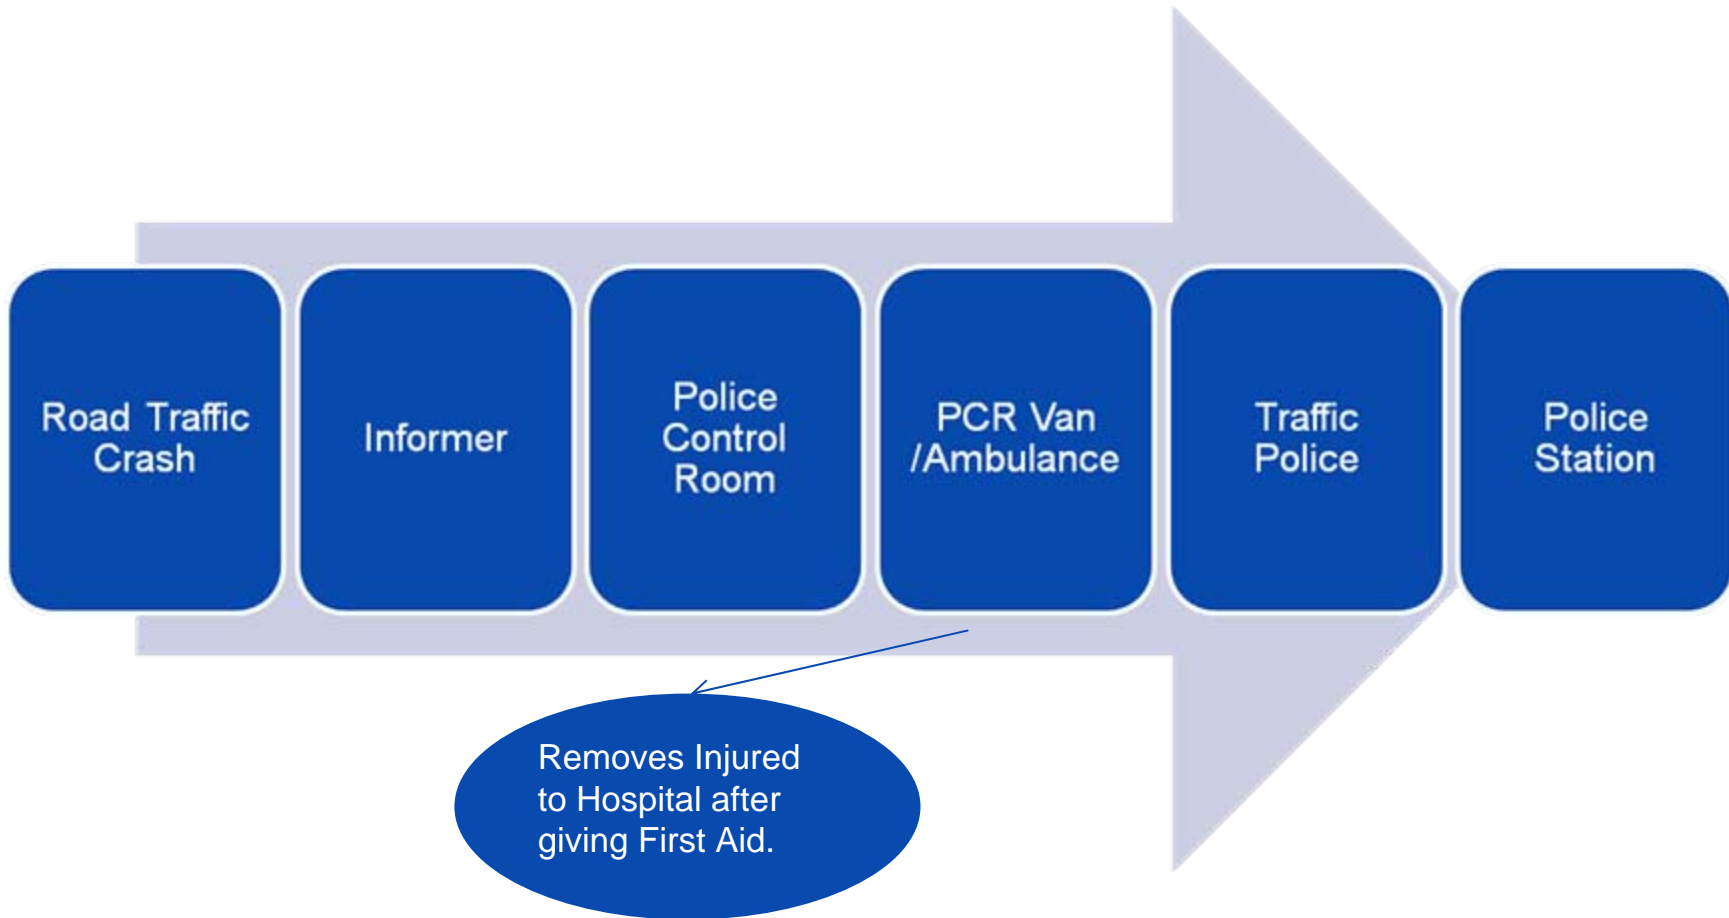 Road Traffic
Crash
Informer
Police
Control
Room
PCR Van
/Ambulance
Traffic
Police
Police
Station
Removes Injured
to Hospital after
giving First Aid.